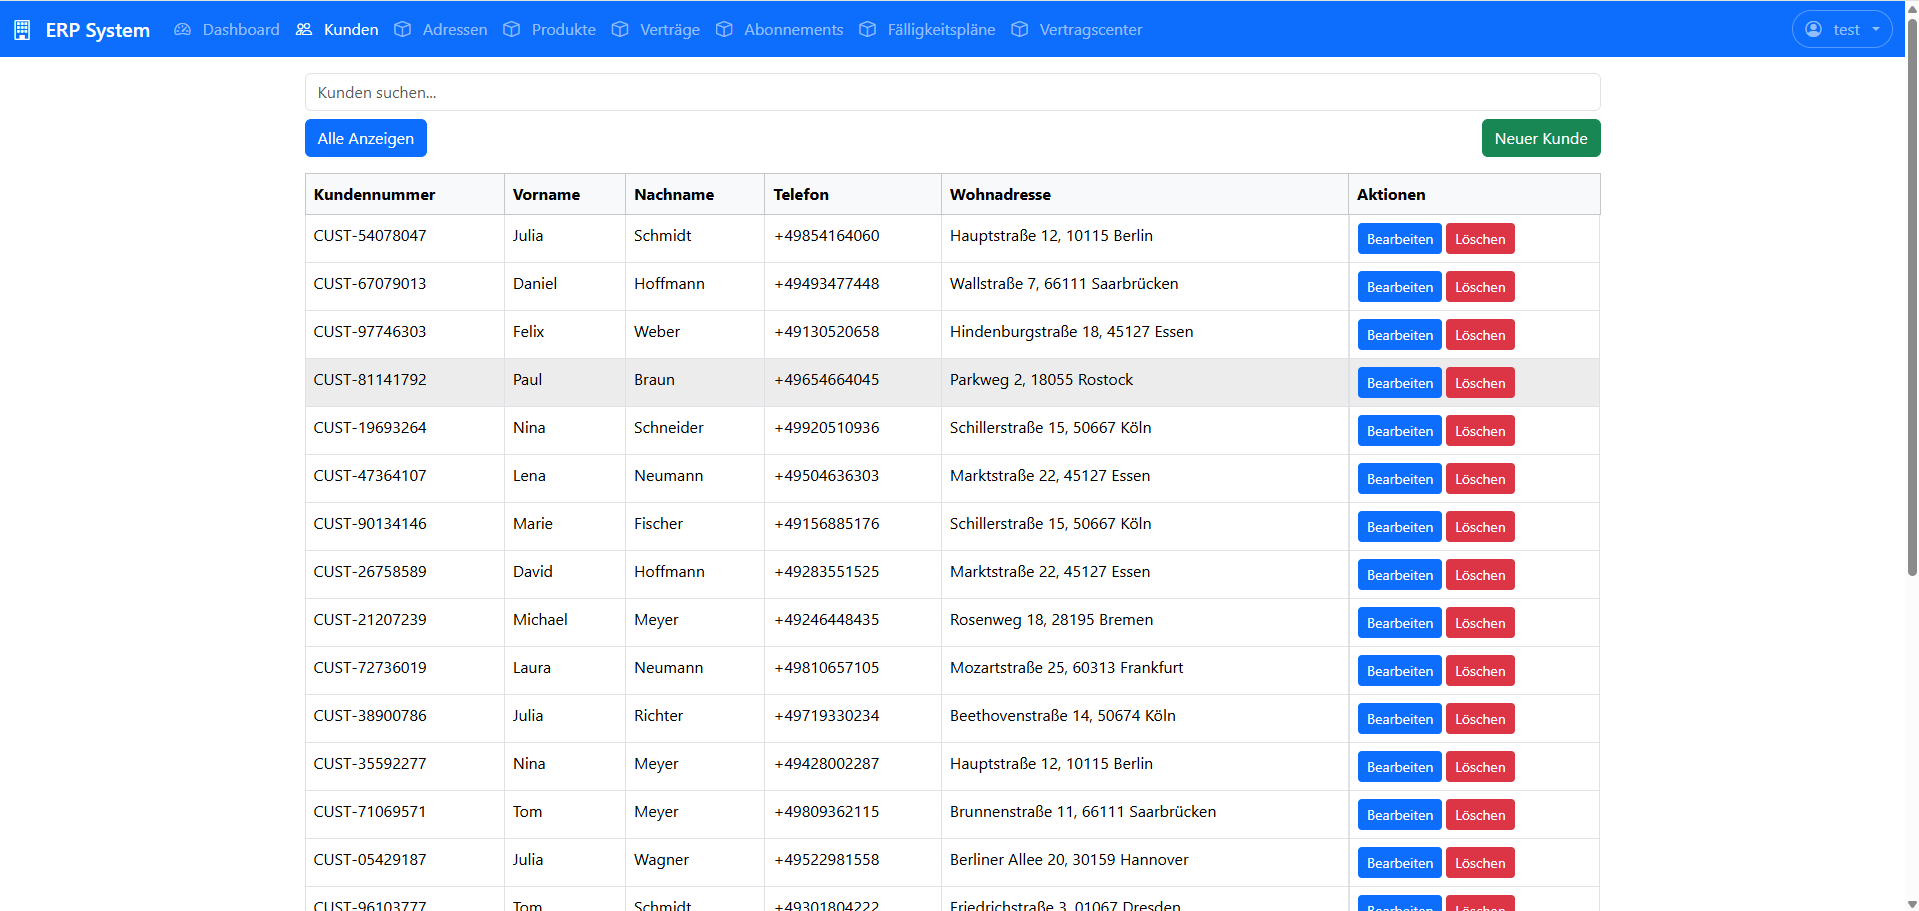 ERP System Dashboard Kunden Adressen Produkte Verträge Abonnements Fälligkeitspläne Vertragscenter test
Kunden suchen...
Alle Anzeigen Neuer Kunde
Kundennummer Vorname Nachname Telefon Wohnadresse Aktionen
CUST-54078047 Julia Schmidt +49854164060 Hauptstraße 12, 10115 Berlin Bearbeiten Löschen
CUST-67079013 Daniel Hoffmann +49493477448 Wallstraße 7, 66111 Saarbrücken Bearbeiten Löschen
CUST-97746303 Felix Weber +49130520658 Hindenburgstraße 18, 45127 Essen Bearbeiten Löschen
CUST-81141792 Paul Braun +49654664045 Parkweg 2, 18055 Rostock Bearbeiten Löschen
CUST-19693264 Nina Schneider +49920510936 Schillerstraße 15, 50667 Köln Bearbeiten Löschen
CUST-47364107 Lena Neumann +49504636303 Marktstraße 22, 45127 Essen Bearbeiten Löschen
CUST-90134146 Marie Fischer +49156885176 Schillerstraße 15, 50667 Köln Bearbeiten Löschen
CUST-26758589 David Hoffmann +49283551525 Marktstraße 22, 45127 Essen Bearbeiten Löschen
CUST-21207239 Michael Meyer +49246448435 Rosenweg 18, 28195 Bremen Bearbeiten Löschen
CUST-72736019 Laura Neumann +49810657105 Mozartstraße 25, 60313 Frankfurt Bearbeiten Löschen
CUST-38900786 Julia Richter +49719330234 Beethovenstraße 14, 50674 Köln Bearbeiten Löschen
CUST-35592277 Nina Meyer +49428002287 Hauptstraße 12, 10115 Berlin Bearbeiten Löschen
CUST-71069571 Tom Meyer +49809362115 Brunnenstraße 11, 66111 Saarbrücken Bearbeiten Löschen
CUST-05429187 Julia Wagner +49522981558 Berliner Allee 20, 30159 Hannover Bearbeiten Löschen
CUST-96103777 Tom Schmidt +49301804222 Friedrichstraße 3, 01067 Dresden Bearbeiten Löschen